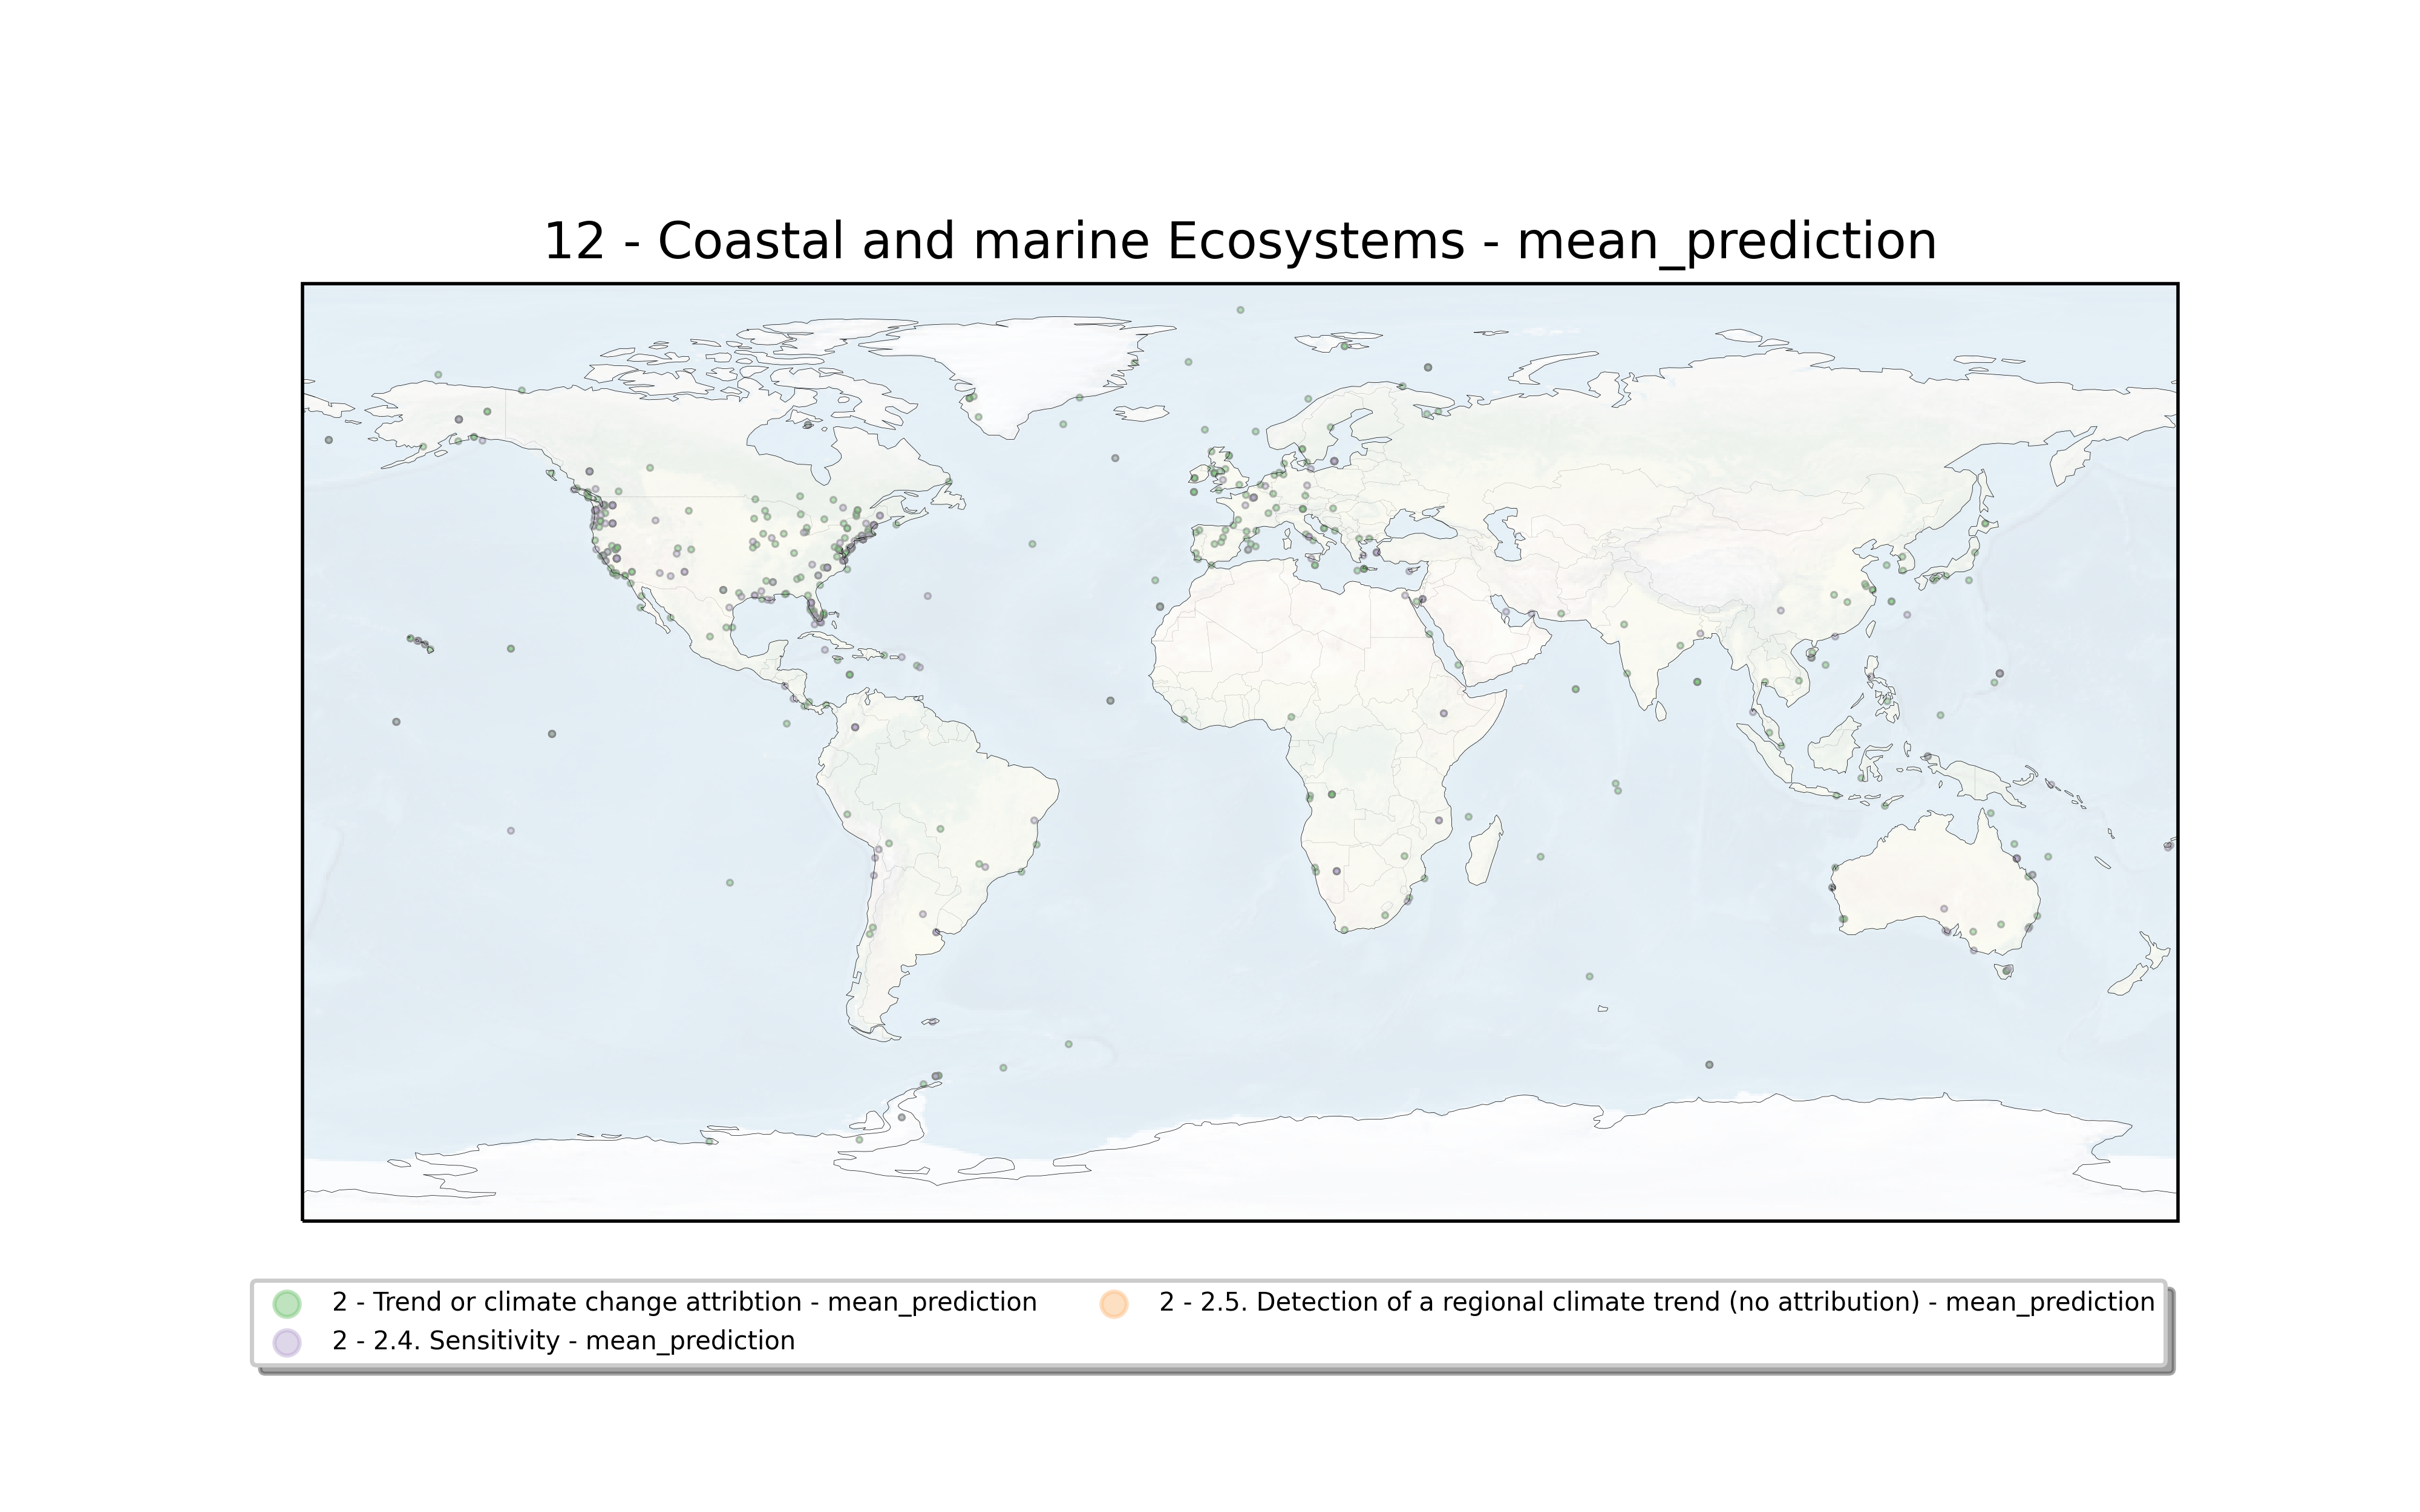 12 - Coastal and marine Ecosystems - mean_prediction
2 - Trend or climate change attribtion - mean_prediction
2 - 2.4. Sensitivity - mean_prediction
2 - 2.5. Detection of a regional climate trend (no attribution) - mean_prediction